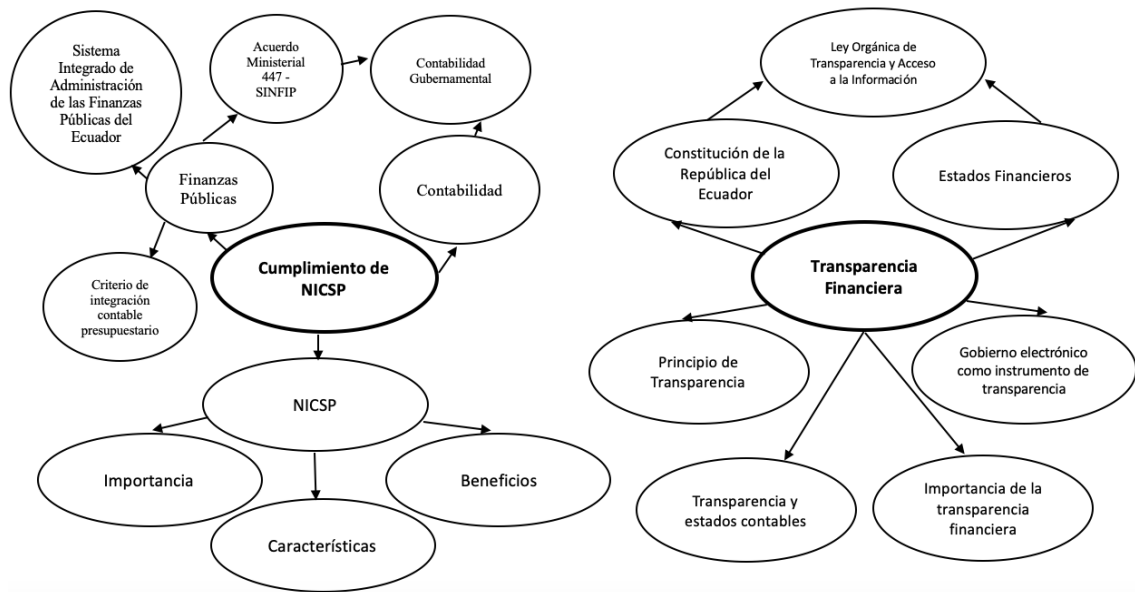 Sistema
Integrado de
Administración
de las Finanzas
Públicas del
Ecuador
Acuerdo
Ministerial
447 -
SINFIP
Contabilidad
Gubernamental
Finanzas
Públicas
Contabilidad
Cumplimiento de
NICSP
Criterio de
integración
contable
presupuestario
NICSP
Importancia
Beneficios
Características
Ley Orgánica de
Transparencia y Acceso
a la Información
Constitución de la
República del
Ecuador
Estados Financieros
Transparencia
Financiera
Principio de
Transparencia
Gobierno electrónico
como instrumento de
transparencia
Transparencia y
estados contables
Importancia de la
transparencia
financiera